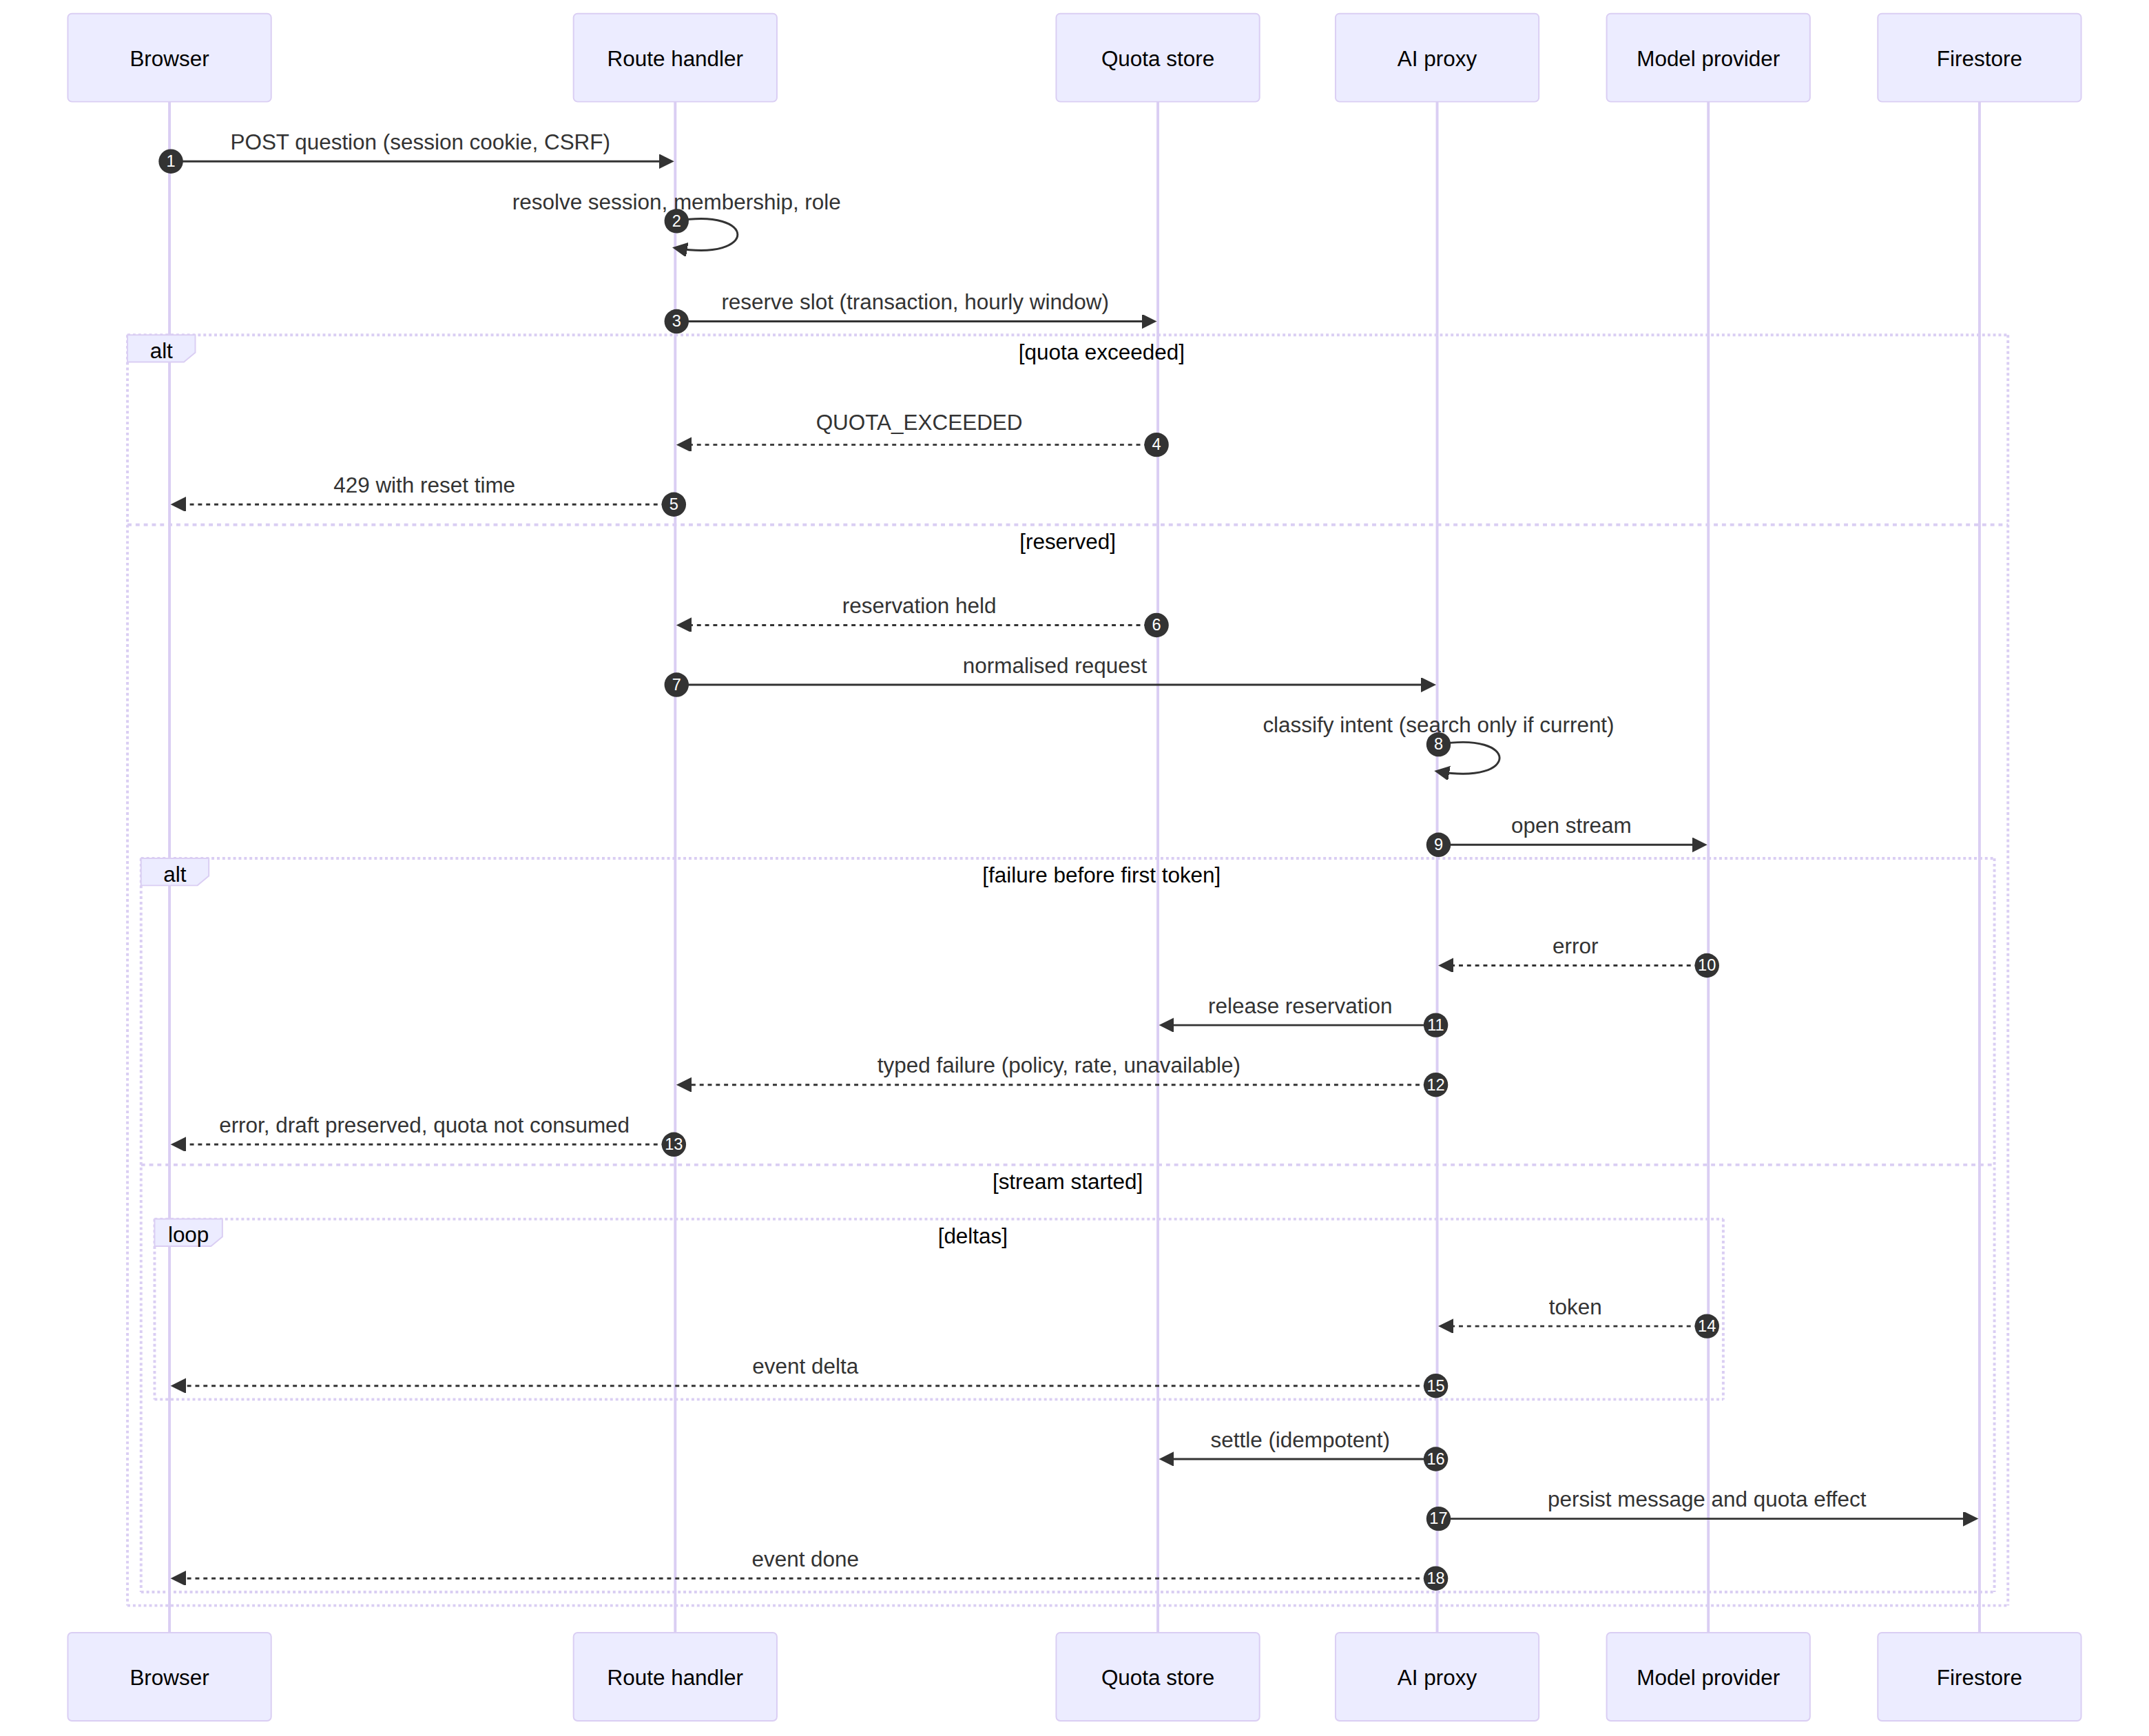 Browser
Route handler
Quota store
AI proxy
Model provider
Firestore
POST question (session cookie, CSRF)
1
resolve session, membership, role
2
reserve slot (transaction, hourly window)
3
alt
[quota exceeded]
QUOTA_EXCEEDED
4
429 with reset time
5
[reserved]
reservation held
6
normalised request
7
classify intent (search only if current)
8
open stream
9
alt
[failure before first token]
error
10
release reservation
11
typed failure (policy, rate, unavailable)
12
error, draft preserved, quota not consumed
13
[stream started]
loop
[deltas]
token
14
event delta
15
settle (idempotent)
16
persist message and quota effect
17
event done
18
Browser
Route handler
Quota store
AI proxy
Model provider
Firestore